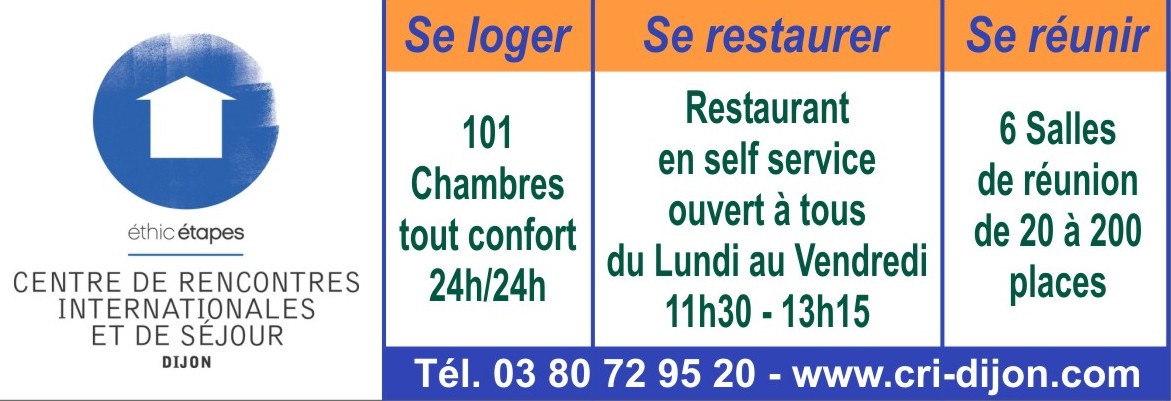 éthic étapes
CENTRE DE RENCONTRES
INTERNATIONALES
ET DE SÉJOUR
DIJON
Se loger
101
Chambres
tout confort
24h/24h
Se restaurer
Restaurant
en self service
ouvert à tous
du Lundi au Vendredi
11h30 - 13h15
Se réunir
6 Salles
de réunion
de 20 à 200
places
Tél. 03 80 72 95 20 - www.cri-dijon.com